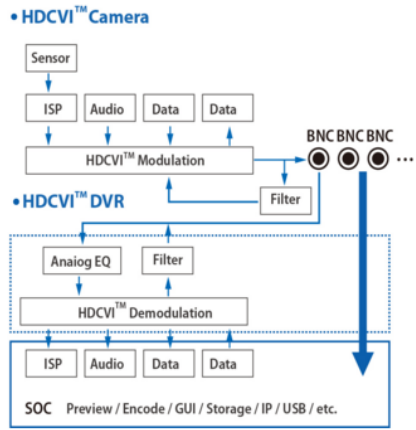 • HDCVI™ Camera
Sensor
ISP Audio Data Data
BNC BNC BNC
HDCVI™ Modulation
...
Filter
• HDCVI™ DVR
Anaiog EQ Filter
HDCVI™ Demodulation
ISP Audio Data Data
SOC Preview / Encode / GUI / Storage / IP / USB / etc.